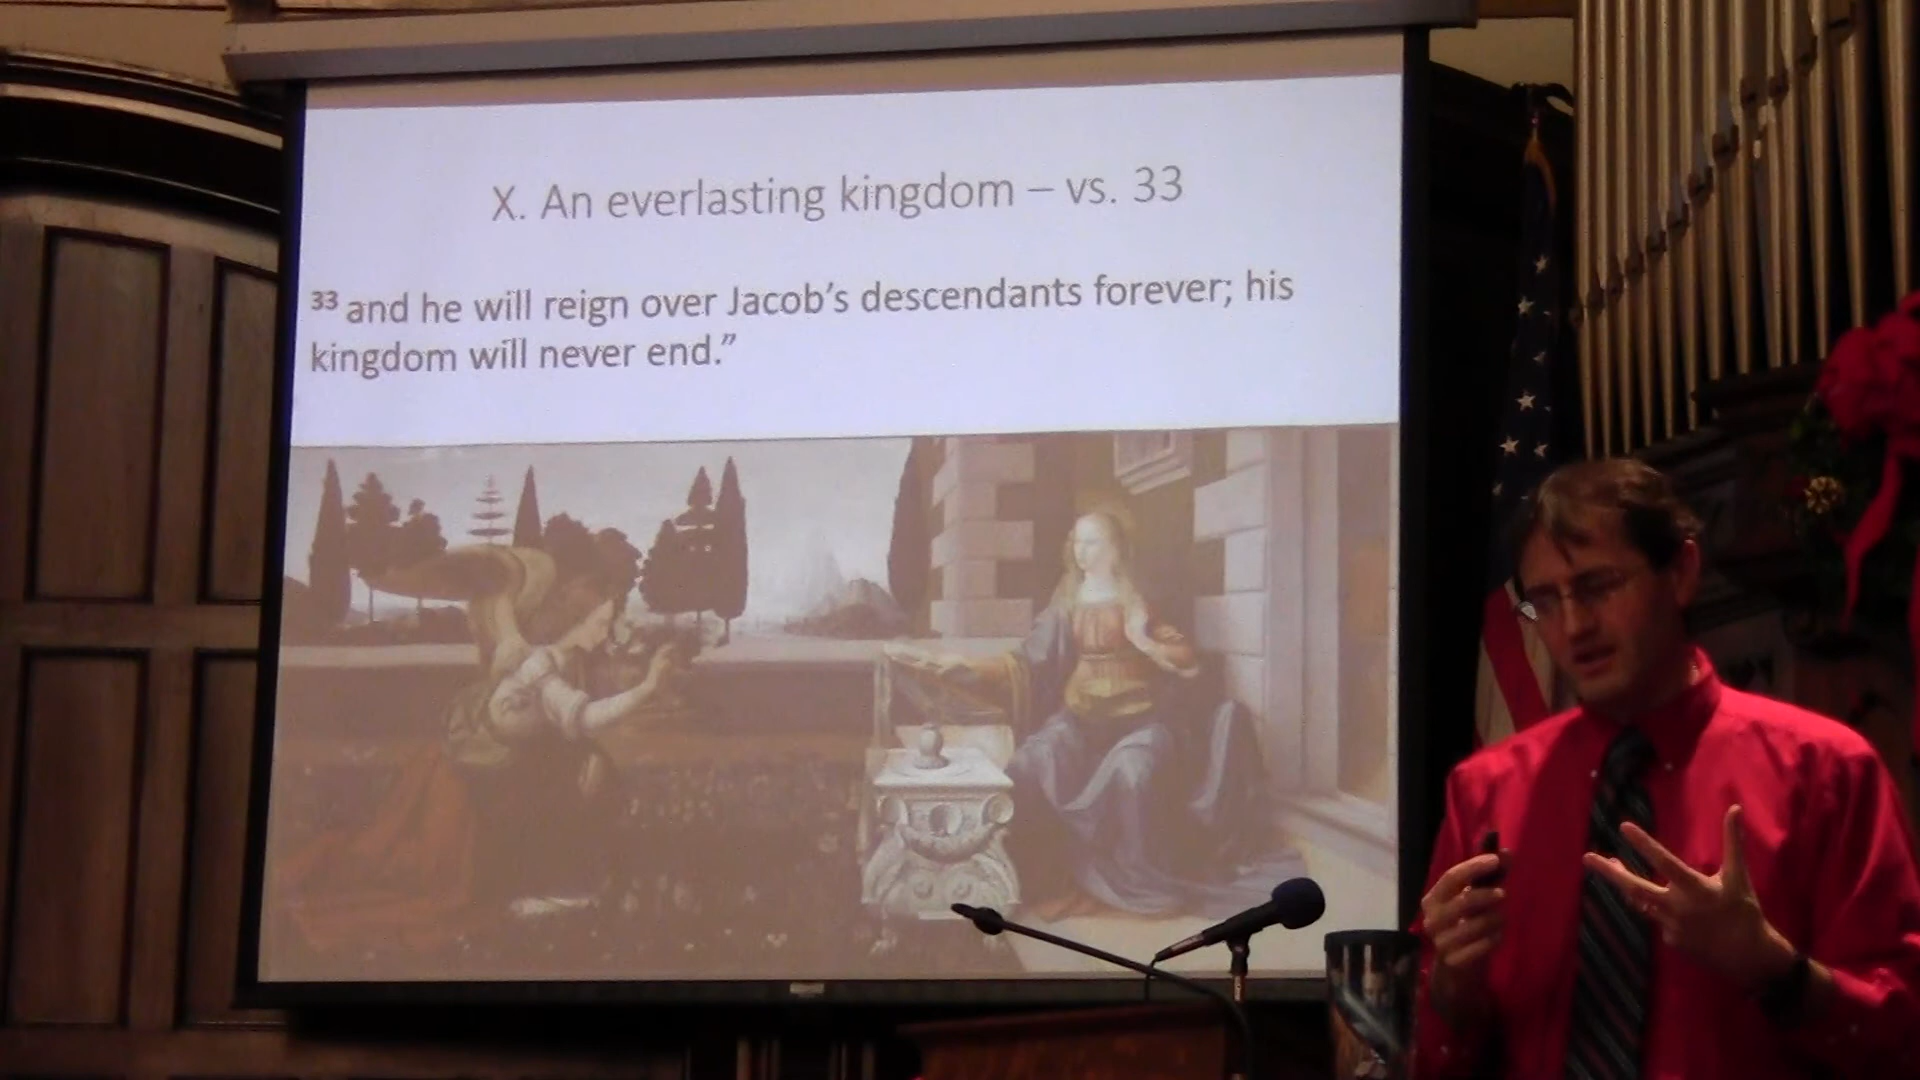 X. An everlasting kingdom – vs. 33
33 and he will reign over Jacob’s descendants forever; his
kingdom will never end.”